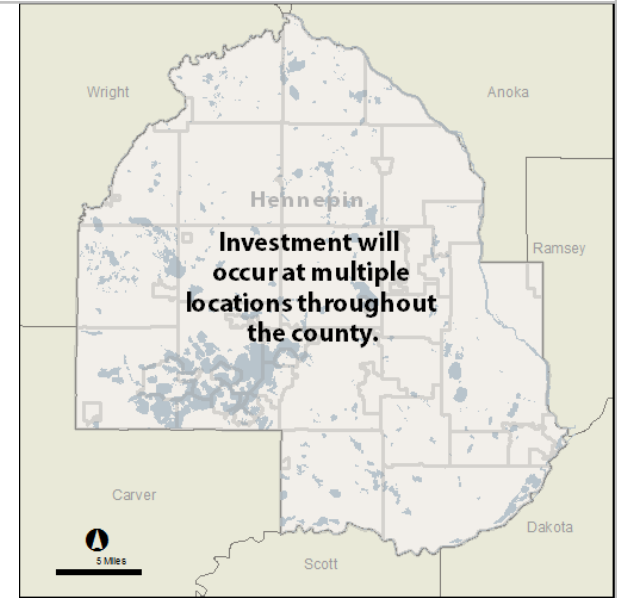 Wright
Anoka
Hennepin
Investment will
occur at multiple
locations throughout
the county.
Ramsey
Carver
5 Miles
Scott
Dakota